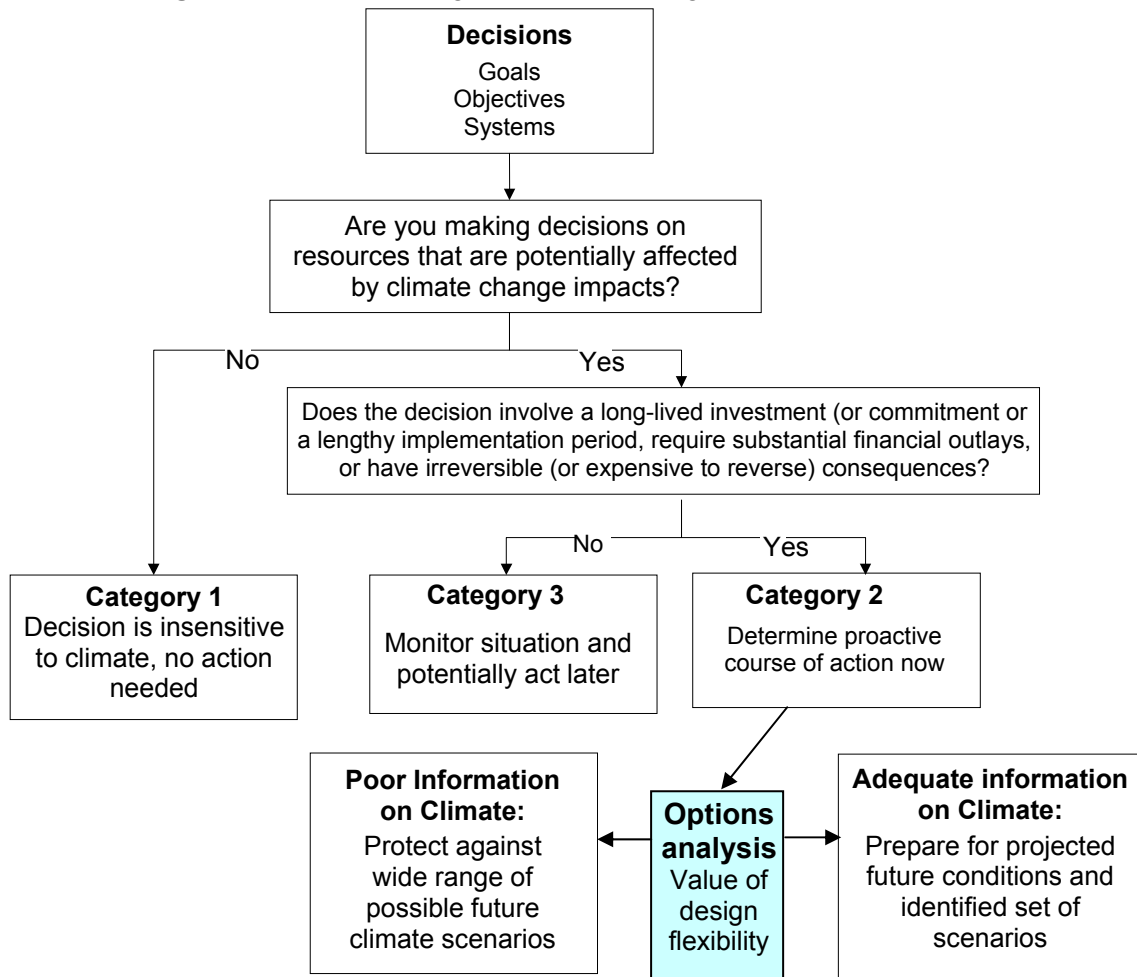 Decisions
Goals
Objectives
Systems
Are you making decisions on
resources that are potentially affected
by climate change impacts?
No
Yes
Does the decision involve a long-lived investment (or commitment or
a lengthy implementation period, require substantial financial outlays,
or have irreversible (or expensive to reverse) consequences?
No
Yes
Category 1
Decision is insensitive
to climate, no action
needed
Category 3
Monitor situation and
potentially act later
Category 2
Determine proactive
course of action now
Poor Information
on Climate:
Protect against
wide range of
possible future
climate scenarios
Options
analysis
Value of
design
flexibility
Adequate information
on Climate:
Prepare for projected
future conditions and
identified set of
scenarios